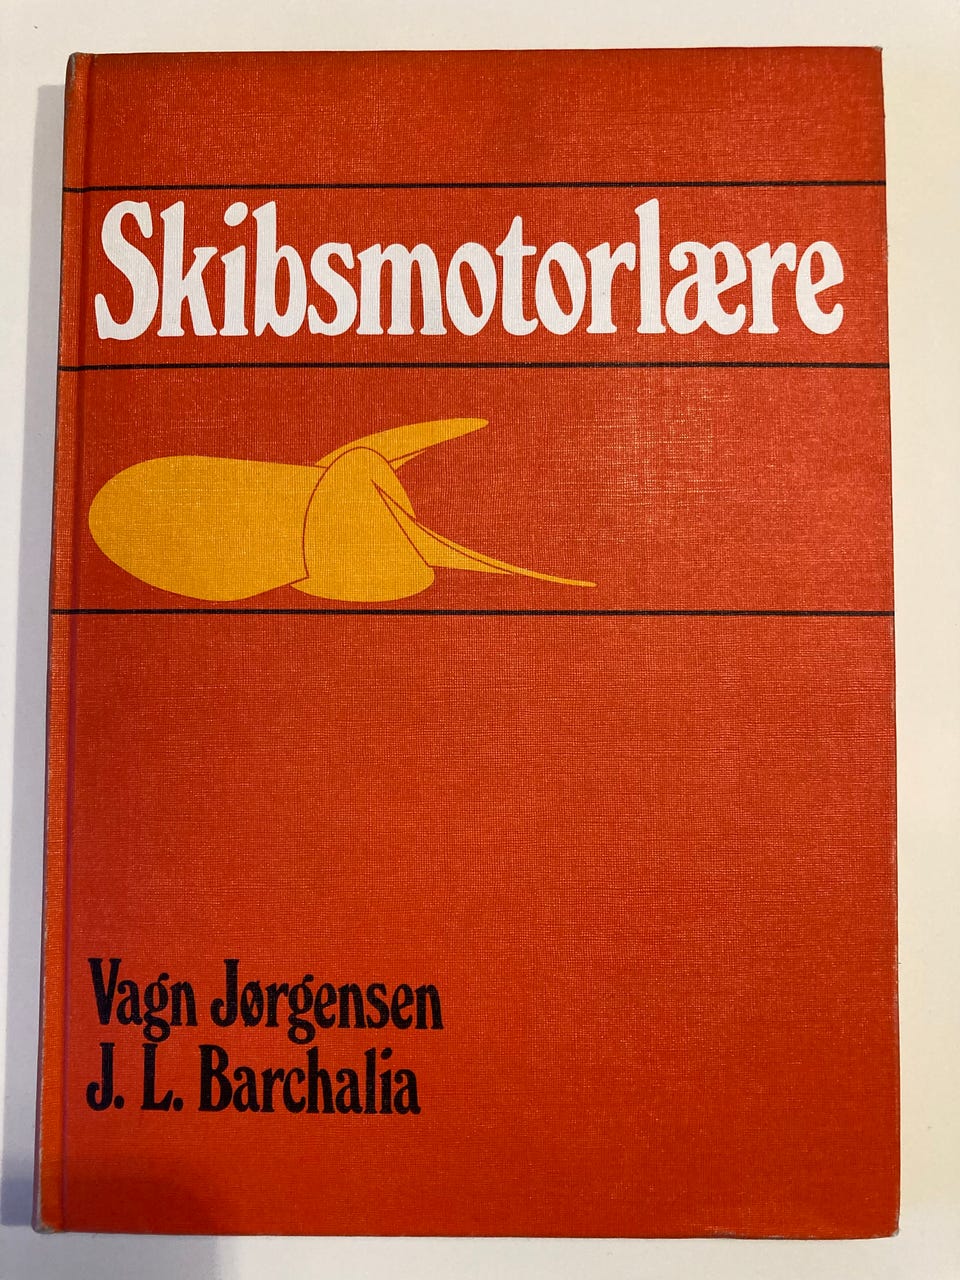 Skibsmotorlære
Vagn Jørgensen
J. L. Barchalia